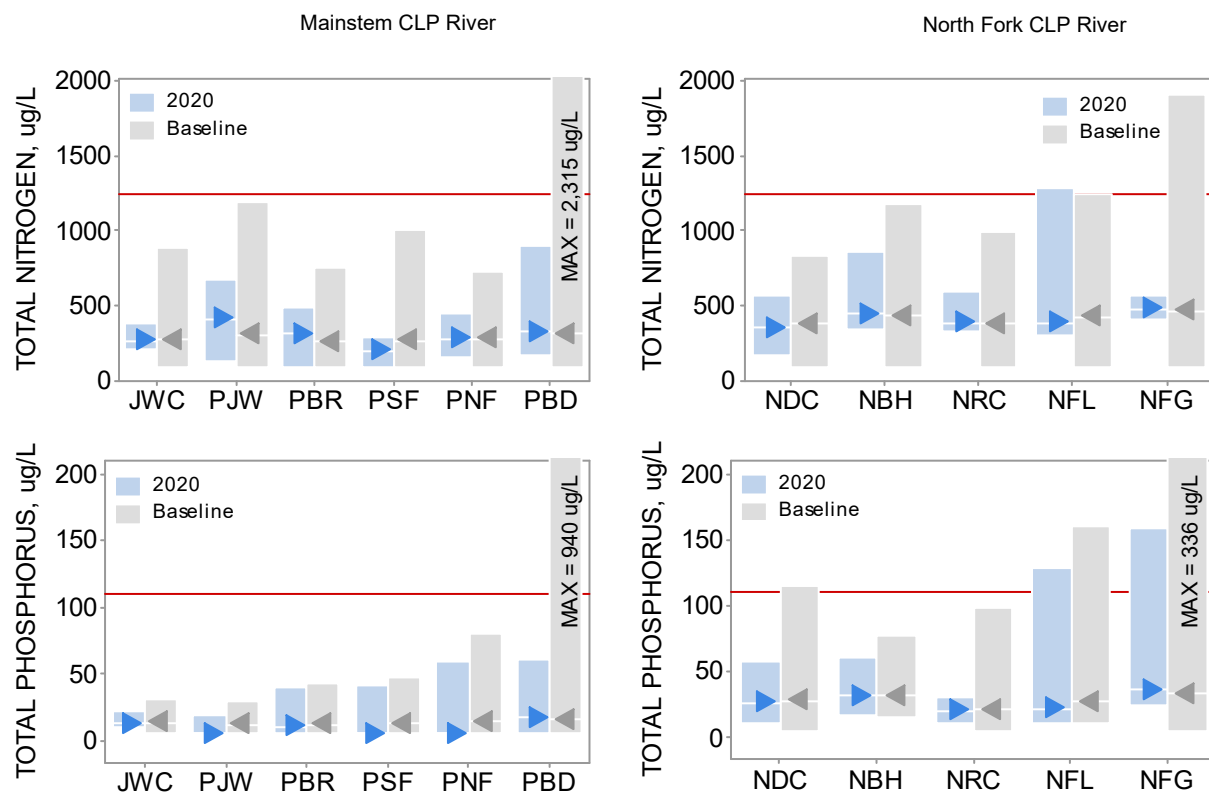 Mainstem CLP River
North Fork CLP River
TOTAL NITROGEN, ug/L
2000
1500
1000
500
0
2020
Baseline
MAX = 2,315 ug/L
JWC PJW PBR PSF PNF PBD
TOTAL NITROGEN, ug/L
2000
1500
1000
500
0
2020
Baseline
NDC NBH NRC NFL NFG
TOTAL PHOSPHORUS, ug/L
200
150
100
50
0
2020
Baseline
MAX = 940 ug/L
JWC PJW PBR PSF PNF PBD
TOTAL PHOSPHORUS, ug/L
200
150
100
50
0
2020
Baseline
MAX = 336 ug/L
NDC NBH NRC NFL NFG